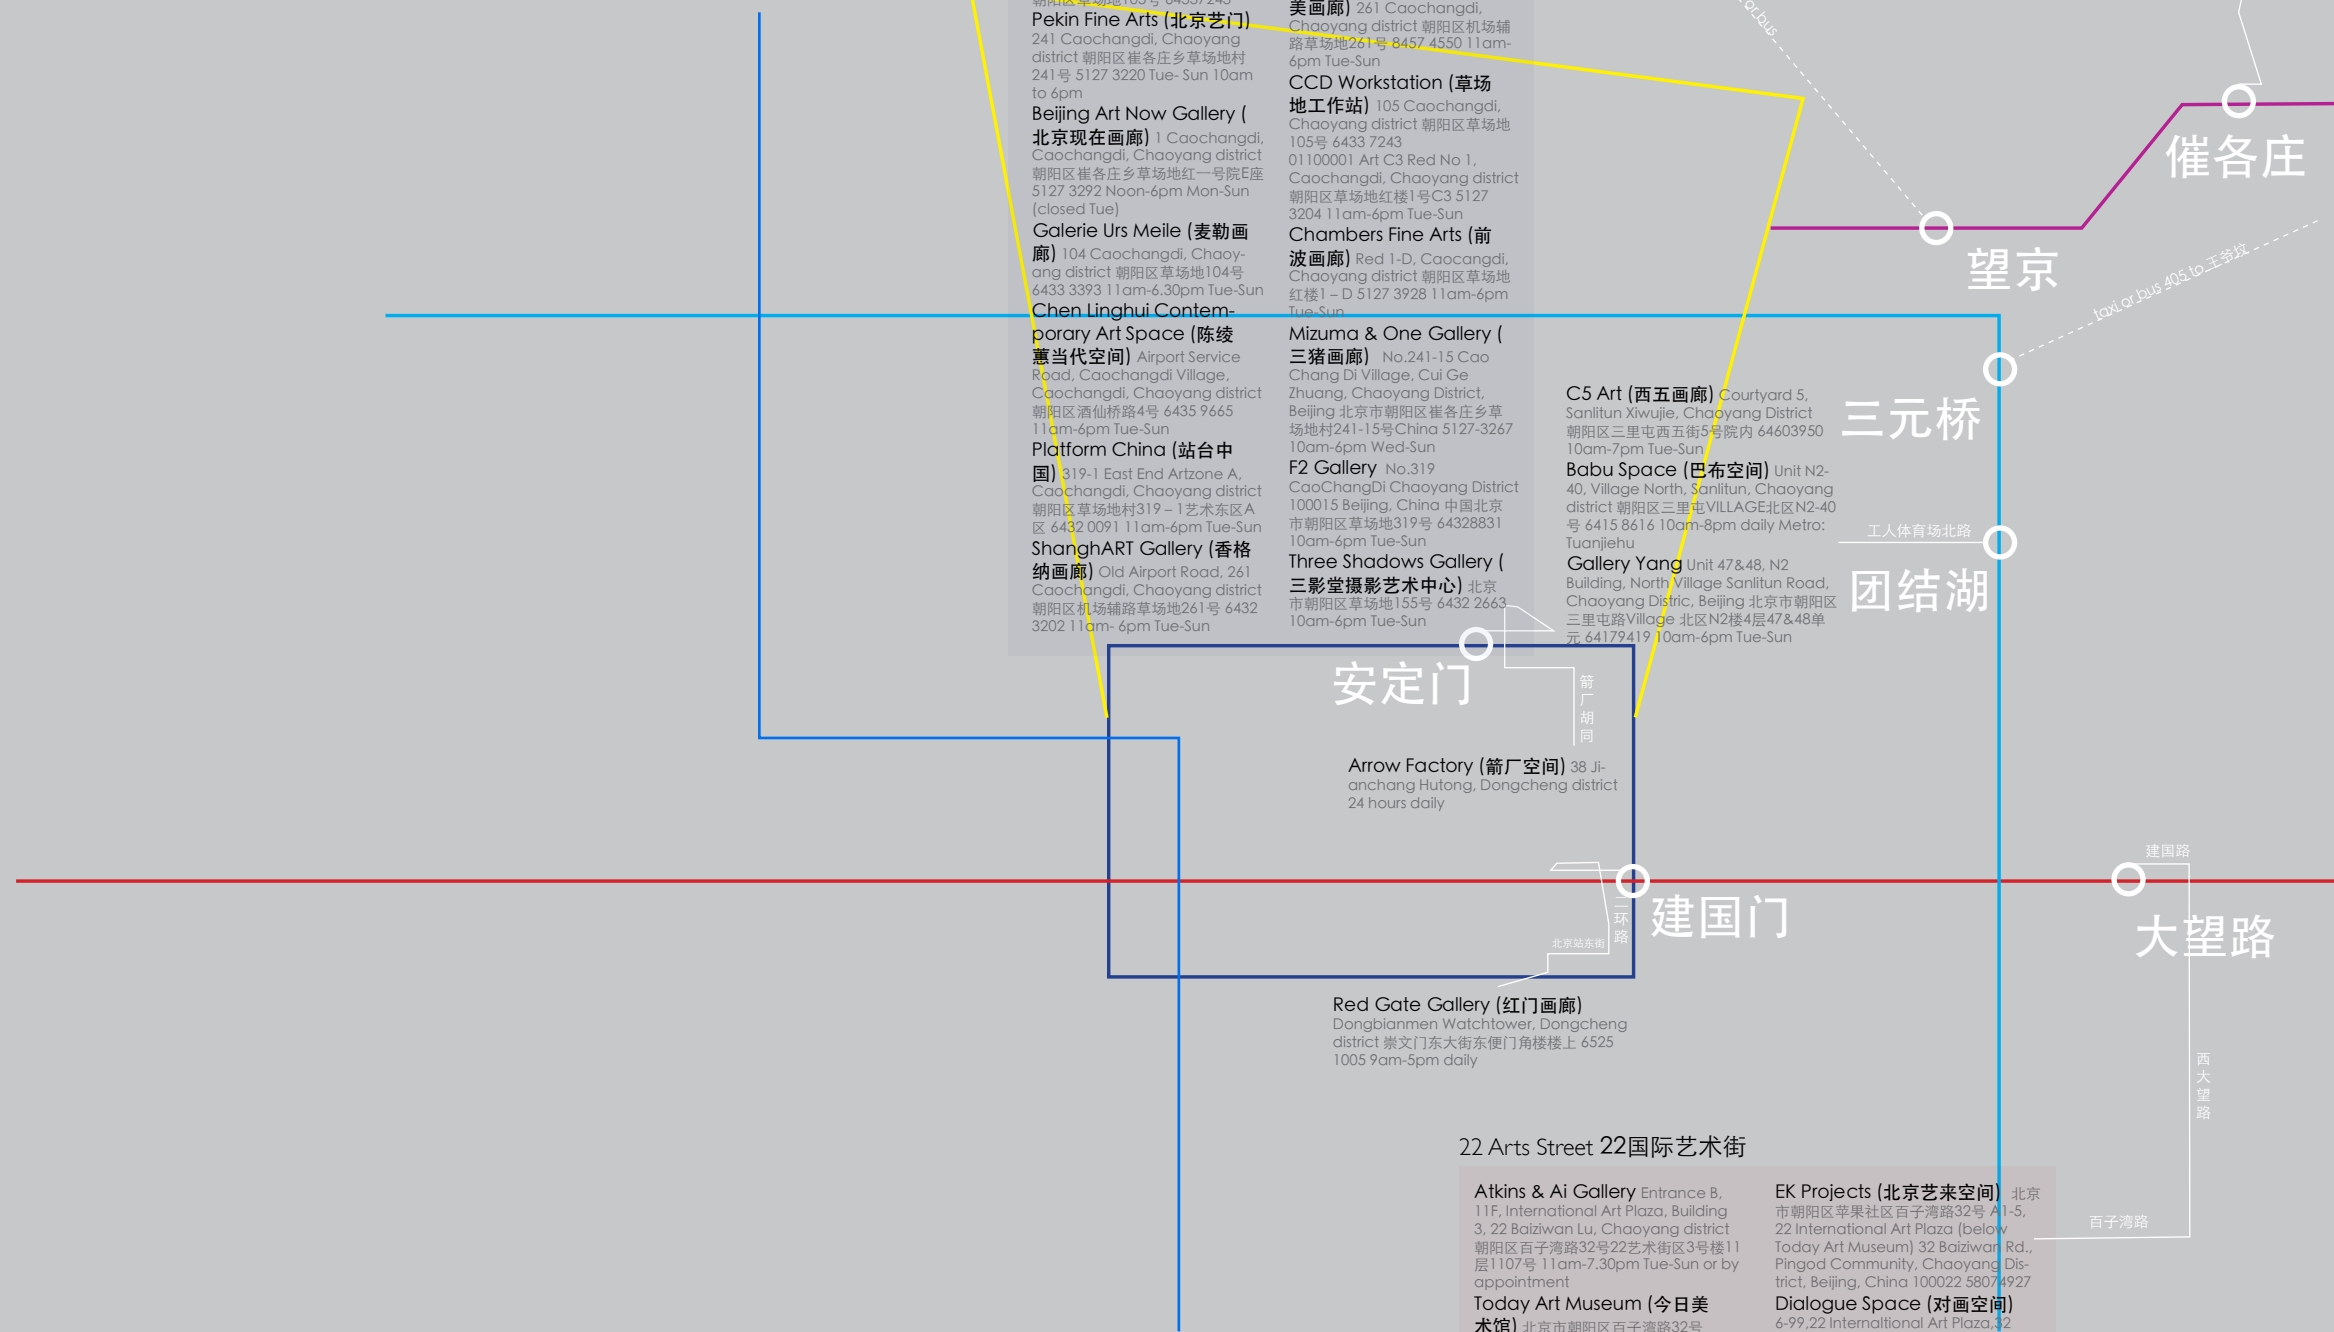 Pekin Fine Arts (北京艺门)
241 Caochangdi, Chaoyang
district 朝阳区崔各庄乡草场地村
241号 5127 3220 Tue- Sun 10am
to 6pm
Beijing Art Now Gallery (
北京现在画廊) 1 Caochangdi,
Caochangdi, Chaoyang district
朝阳区崔各庄乡草场地红一号院E座
5127 3292 Noon-6pm Mon-Sun
(closed Tue)
Galerie Urs Meile (麦勒画
廊) 104 Caochangdi, Chaoy-
ang district 朝阳区草场地104号
6433 3393 11am-6.30pm Tue-Sun
Chen Linghui Contem-
porary Art Space (陈绫
蕙当代空间) Airport Service
Road, Caochangdi Village,
Caochangdi, Chaoyang district
朝阳区酒仙桥路4号 6435 9665
11am-6pm Tue-Sun
Platform China (站台中
国) 319-1 East End Artzone A,
Caochangdi, Chaoyang district
朝阳区草场地村319 – 1艺术东区A
区 6432 0091 11am-6pm Tue-Sun
ShanghART Gallery (香格
纳画廊) Old Airport Road, 261
Caochangdi, Chaoyang district
朝阳区机场辅路草场地261号 6432
3202 11am- 6pm Tue-Sun
美画廊) 261 Caochangdi,
Chaoyang district 朝阳区机场辅
路草场地261号 8457 4550 11am-
6pm Tue-Sun
CCD Workstation (草场
地工作站) 105 Caochangdi,
Chaoyang district 朝阳区草场地
105号 6433 7243
01100001 Art C3 Red No 1,
Caochangdi, Chaoyang district
朝阳区草场地红楼1号C3 5127
3204 11am-6pm Tue-Sun
Chambers Fine Arts (前
波画廊) Red 1-D, Caocangdi,
Chaoyang district 朝阳区草场地
红楼1 – D 5127 3928 11am-6pm
Tue-Sun
Mizuma & One Gallery (
三猪画廊) No.241-15 Cao
Chang Di Village, Cui Ge
Zhuang, Chaoyang District,
Beijing 北京市朝阳区崔各庄乡草
场地村241-15号China 5127-3267
10am-6pm Wed-Sun
F2 Gallery No.319
CaoChangDi Chaoyang District
100015 Beijing, China 中国北京
市朝阳区草场地319号 64328831
10am-6pm Tue-Sun
Three Shadows Gallery (
三影堂摄影艺术中心) 北京
市朝阳区草场地155号 6432 2663
10am-6pm Tue-Sun
C5 Art (西五画廊) Courtyard 5,
Sanlitun Xiwujie, Chaoyang District
朝阳区三里屯西五街5号院内 64603950
10am-7pm Tue-Sun
Babu Space (巴布空间) Unit N2-
40, Village North, Sanlitun, Chaoyang
district 朝阳区三里屯VILLAGE北区N2-40
号 6415 8616 10am-8pm daily Metro:
Tuanjiehu
Gallery Yang Unit 47&48, N2
Building, North Village Sanlitun Road,
Chaoyang Distric, Beijing 北京市朝阳区
三里屯路Village 北区N2楼4层47&48单
元 64179419 10am-6pm Tue-Sun
or bus
催各庄
望京
taxi or bus 405 to 王爷坟
三元桥
工人体育场北路
团结湖
安定门
箭厂胡同
Arrow Factory (箭厂空间) 38 Ji-
anchang Hutong, Dongcheng district
24 hours daily
建国门
二环路
北京站东街
建国路
大望路
Red Gate Gallery (红门画廊)
Dongbianmen Watchtower, Dongcheng
district 崇文门东大街东便门角楼楼上 6525
1005 9am-5pm daily
西大望路
百子湾路
22 Arts Street 22国际艺术街
Atkins & Ai Gallery Entrance B,
11F, International Art Plaza, Building
3, 22 Baiziwan Lu, Chaoyang district
朝阳区百子湾路32号22艺术街区3号楼11
层1107号 11am-7.30pm Tue-Sun or by
appointment
Today Art Museum (今日美
术馆) 北京市朝阳区百子湾路32号
EK Projects (北京艺来空间) 北京
市朝阳区苹果社区百子湾路32号 A1-5,
22 International Art Plaza (below
Today Art Museum) 32 Baiziwan Rd.,
Pingod Community, Chaoyang Dis-
trict, Beijing, China 100022 58074927
Dialogue Space (对画空间)
6-99,22 Internaltional Art Plaza,32